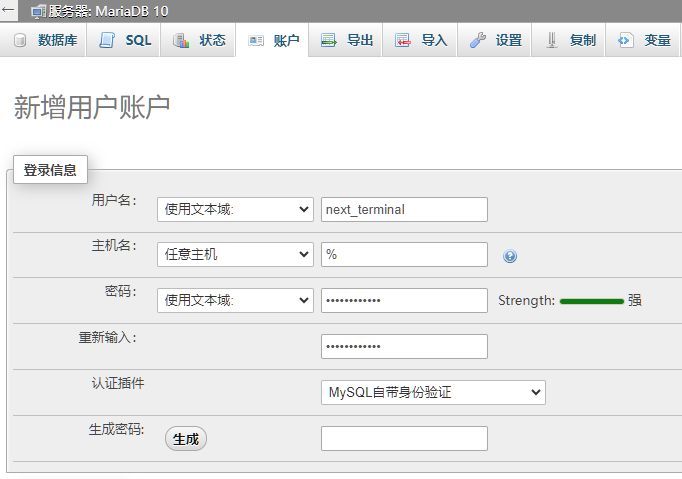 服务器: MariaDB 10
数据库 SQL 状态 账户 导出 导入 设置 复制 变量
新增用户账户
登录信息
用户名： 使用文本域: next_terminal
主机名： 任意主机 %
密码： 使用文本域: •••••••••••• Strength: 强
重新输入： ••••••••••••
认证插件 MySQL自带身份验证
生成密码: 生成